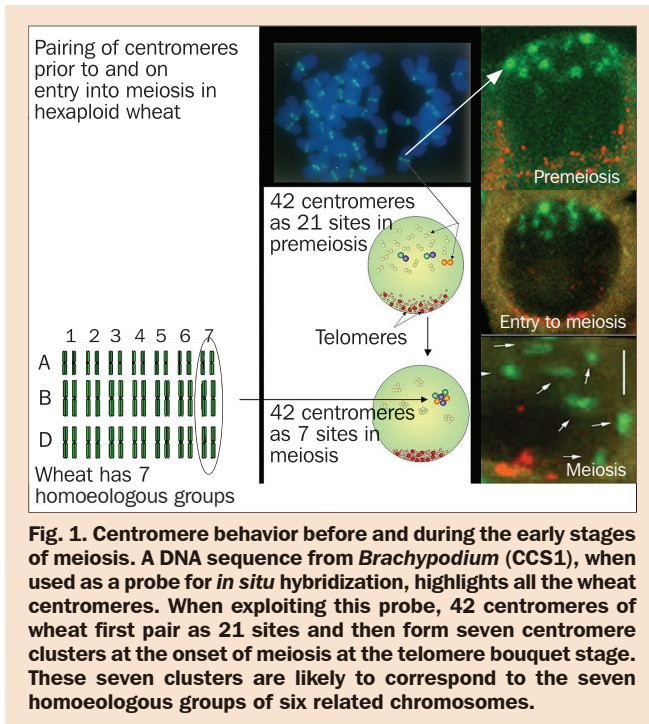 Pairing of centromeres
prior to and on
entry into meiosis in
hexaploid wheat
Premeiosis
42 centromeres
as 21 sites in
premeiosis
Entry to meiosis
Telomeres
1 2 3 4 5 6 7
A
B
D
42 centromeres
as 7 sites in
meiosis
Meiosis
Wheat has 7
homoeologous groups
Fig. 1. Centromere behavior before and during the early stages
of meiosis. A DNA sequence from Brachypodium (CCS1), when
used as a probe for in situ hybridization, highlights all the wheat
centromeres. When exploiting this probe, 42 centromeres of
wheat first pair as 21 sites and then form seven centromere
clusters at the onset of meiosis at the telomere bouquet stage.
These seven clusters are likely to correspond to the seven
homoeologous groups of six related chromosomes.